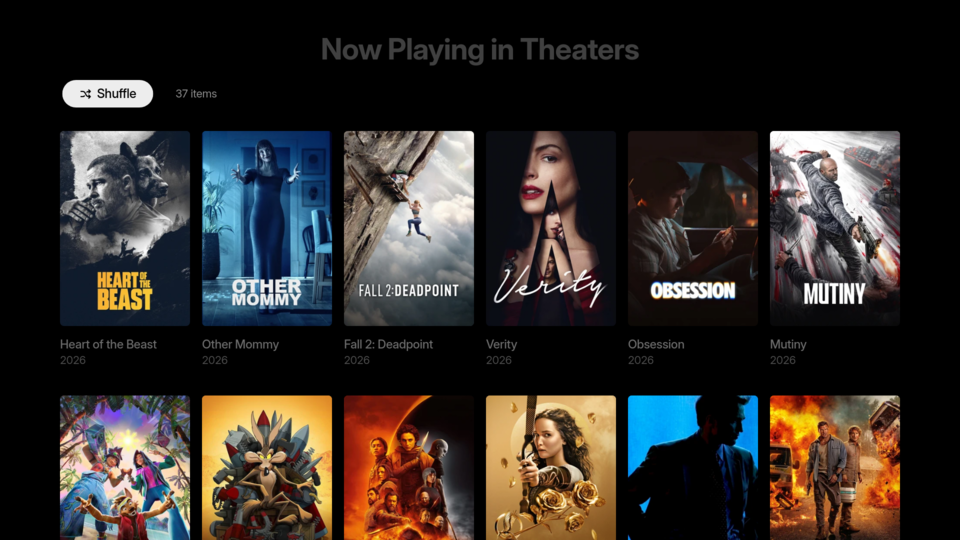 Now Playing in Theaters
Shuffle
37 items
HEART OF THE BEAST
OTHER MOMMY
FALL 2: DEADPOINT
Verity
OBSESSION
MUTINY
Heart of the Beast
2026
Other Mommy
2026
Fall 2: Deadpoint
2026
Verity
2026
Obsession
2026
Mutiny
2026